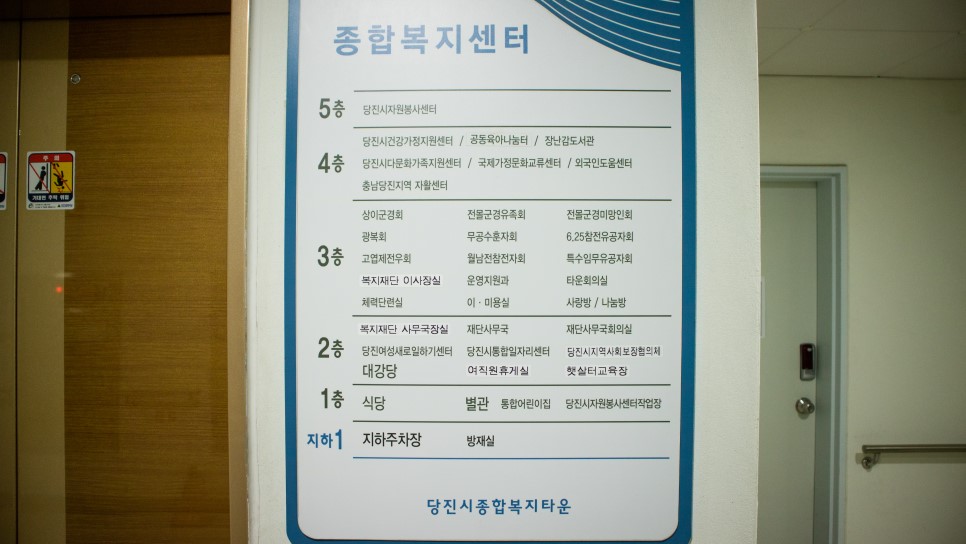 종합복지센터
5층 당진시자원봉사센터
당진시건강가정지원센터 / 공동육아나눔터 / 장난감도서관
4층 당진시다문화가족지원센터 / 국제가정문화교류센터 / 외국인도움센터
충남당진지역 자활센터
상이군경회 전몰군경유족회 전몰군경미망인회
광복회 무공수훈자회 6.25참전유공자회
3층 고엽제전우회 월남전참전자회 특수임무유공자회
복지재단 이사장실 운영지원과 타운회의실
체력단련실 이·미용실 사랑방 / 나눔방
복지재단 사무국장실 재단사무국 재단사무국회의실
2층 당진여성새로일하기센터 당진시통합일자리센터 당진시지역사회보장협의체
대강당 여직원휴게실 햇살터교육장
1층 식당 별관 통합어린이집 당진시자원봉사센터작업장
지하1 지하주차장 방재실
당진시종합복지타운
주의
기대면 추락 위험